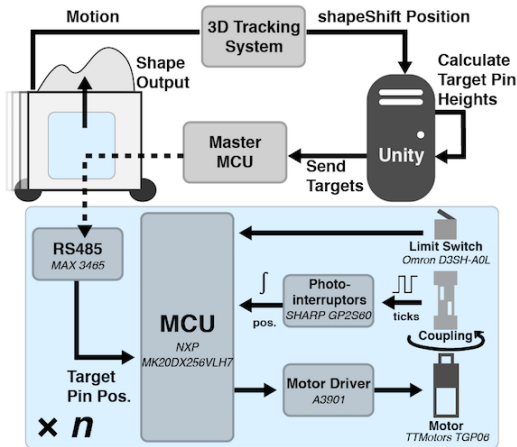 Motion
3D Tracking
System
shapeShift Position
Shape
Output
Calculate
Target Pin
Heights
Master
MCU
Send
Targets
Unity
RS485
MAX 3465
MCU
NXP
MK20DX256VLH7
Limit Switch
Omron D3SH-A0L
Photo-
interruptors
SHARP GP2S60
∫
pos.
ticks
Coupling
Target
Pin Pos.
Motor Driver
A3901
Motor
TTMotors TGP06
× n